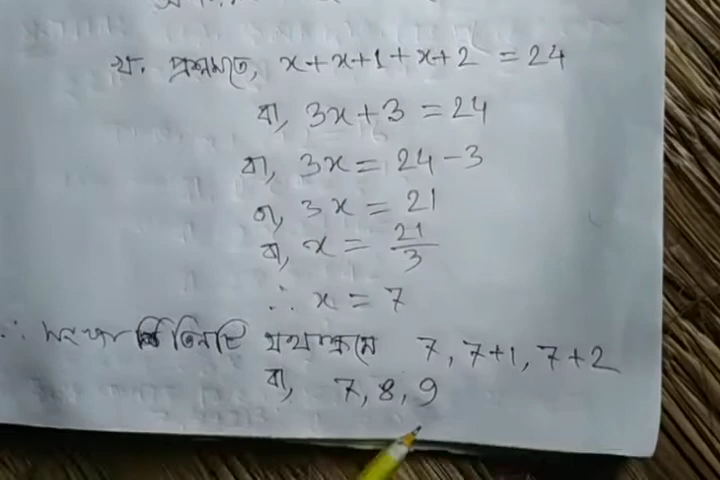 খ. প্রশ্নমতে, x+x+1+x+2 = 24
বা, 3x+3 = 24
বা, 3x = 24-3
বা, 3x = 21
বা, x = 21/3
∴ x = 7
∴ সংখ্যা তিনটি যথাক্রমে 7, 7+1, 7+2
বা, 7, 8, 9